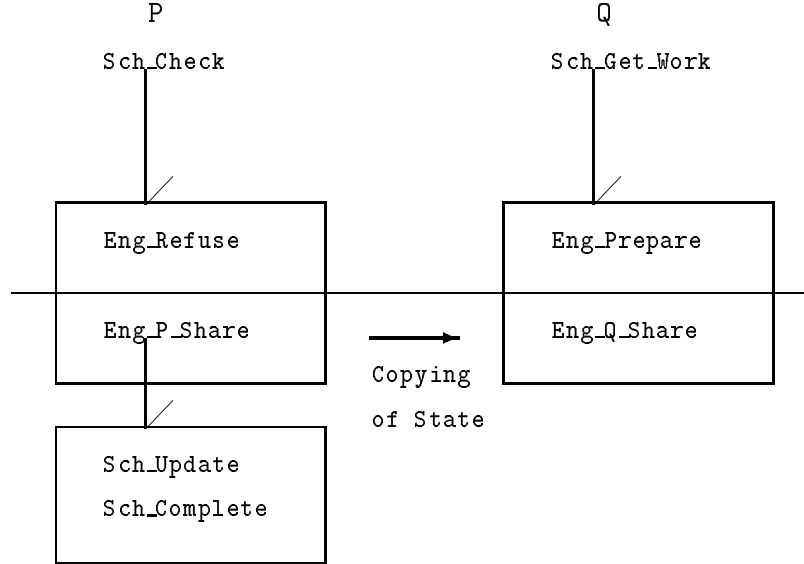 P
Q
Sch_Check
Sch_Get_Work
Eng_Refuse
Eng_Prepare
Eng_P_Share
Eng_Q_Share
Copying
of State
Sch_Update
Sch_Complete